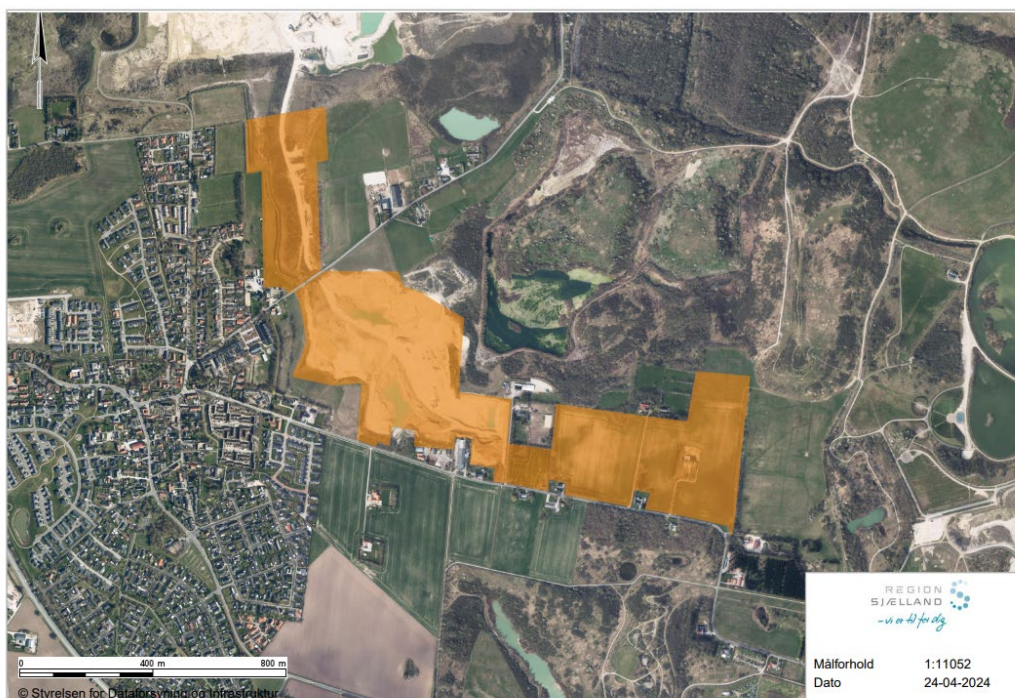 REGION
SJÆLLAND
- vi er til for dig
Målforhold 1:11052
Dato 24-04-2024
0 400 m 800 m
© Styrelsen for Dataforsyning og Infrastruktur